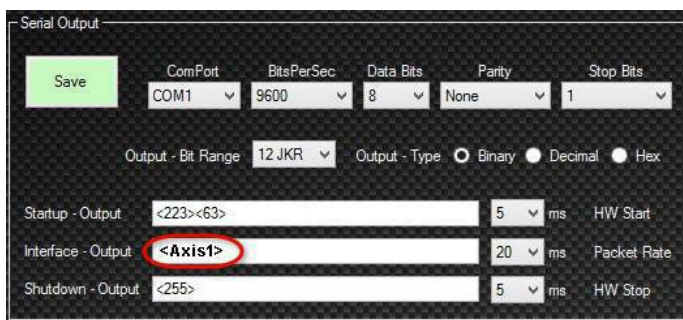 Serial Output
Save
ComPort BitsPerSec Data Bits Parity Stop Bits
COM1 9600 8 None 1
Output - Bit Range 12 JKR Output - Type Binary Decimal Hex
Startup - Output <223><63> 5 ms HW Start
Interface - Output <Axis1> 20 ms Packet Rate
Shutdown - Output <255> 5 ms HW Stop